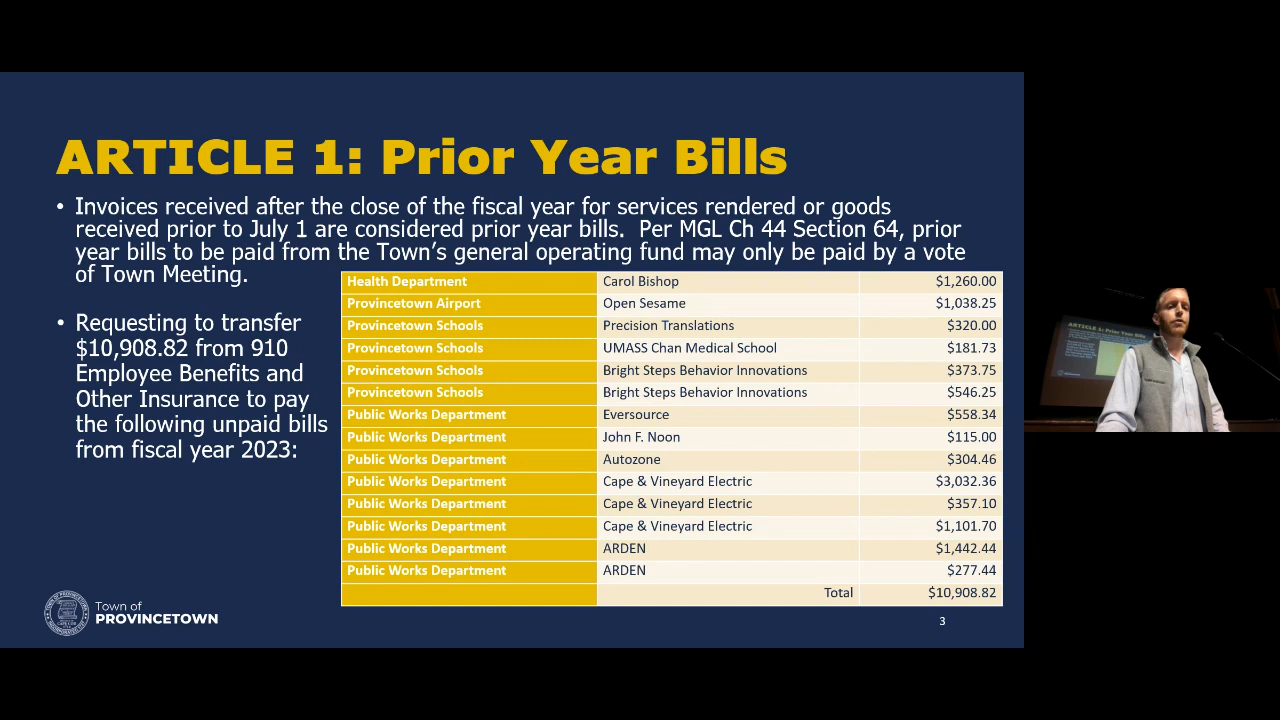 ARTICLE 1: Prior Year Bills
• Invoices received after the close of the fiscal year for services rendered or goods
received prior to July 1 are considered prior year bills. Per MGL Ch 44 Section 64, prior
year bills to be paid from the Town's general operating fund may only be paid by a vote
of Town Meeting.
• Requesting to transfer
$10,908.82 from 910
Employee Benefits and
Other Insurance to pay
the following unpaid bills
from fiscal year 2023:
Health Department Carol Bishop $1,260.00
Provincetown Airport Open Sesame $1,038.25
Provincetown Schools Precision Translations $320.00
Provincetown Schools UMASS Chan Medical School $181.73
Provincetown Schools Bright Steps Behavior Innovations $373.75
Provincetown Schools Bright Steps Behavior Innovations $546.25
Public Works Department Eversource $558.34
Public Works Department John F. Noon $115.00
Public Works Department Autozone $304.46
Public Works Department Cape & Vineyard Electric $3,032.36
Public Works Department Cape & Vineyard Electric $357.10
Public Works Department Cape & Vineyard Electric $1,101.70
Public Works Department ARDEN $1,442.44
Public Works Department ARDEN $277.44
Total $10,908.82
Town of
PROVINCETOWN
3
ARTICLE 1: Prior Year Bills